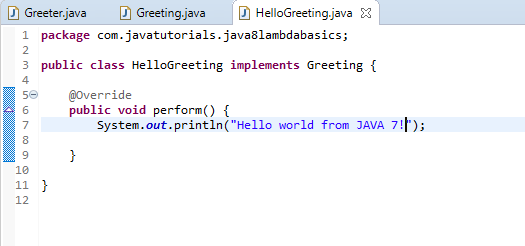 Greeter.java Greeting.java HelloGreeting.java
1 package com.javatutorials.java8lambdabasics;
2
3 public class HelloGreeting implements Greeting {
4
5 @Override
6 public void perform() {
7 System.out.println("Hello world from JAVA 7!");
8
9 }
10
11 }
12